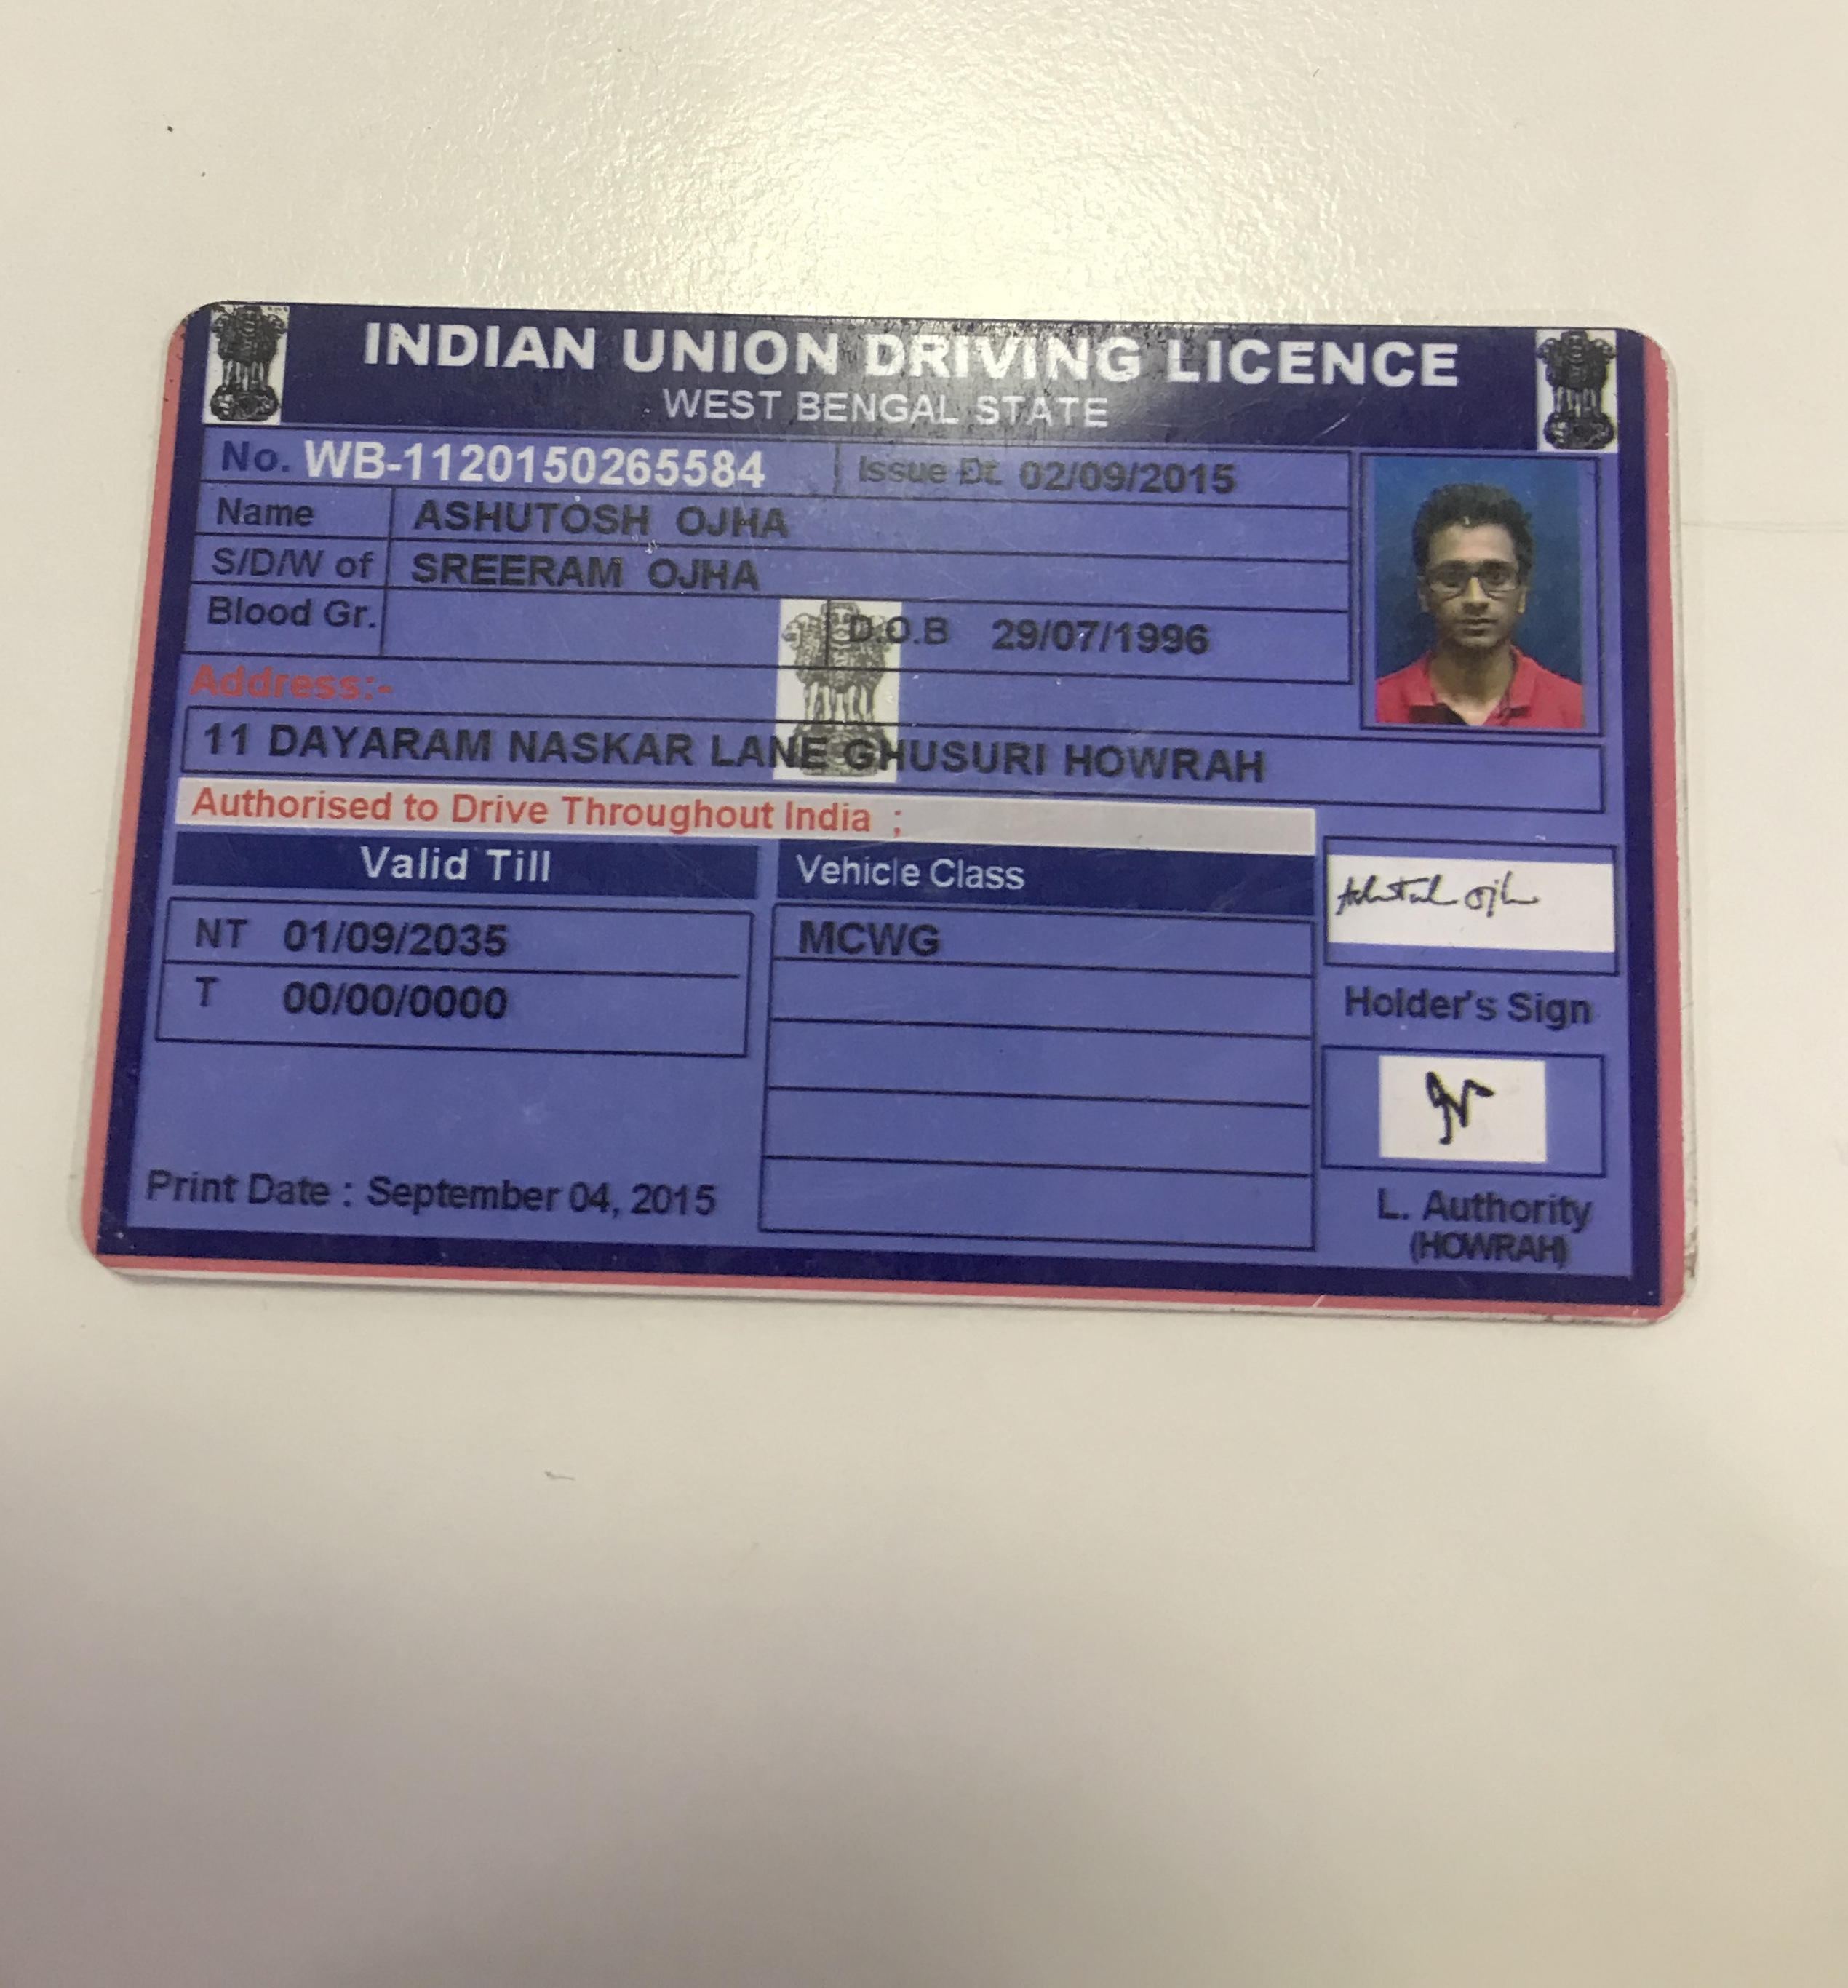 INDIAN UNION DRIVING LICENCE
WEST BENGAL STATE
No. WB-1120150265584 Issue Dt. 02/09/2015
Name ASHUTOSH OJHA
S/D/W of SREERAM OJHA
Blood Gr. D.O.B 29/07/1996
Address:-
11 DAYARAM NASKAR LANE GHUSURI HOWRAH
Authorised to Drive Throughout India ;
Valid Till Vehicle Class
NT 01/09/2035 MCWG
T 00/00/0000
Holder's Sign
Print Date : September 04, 2015
L. Authority
(HOWRAH)